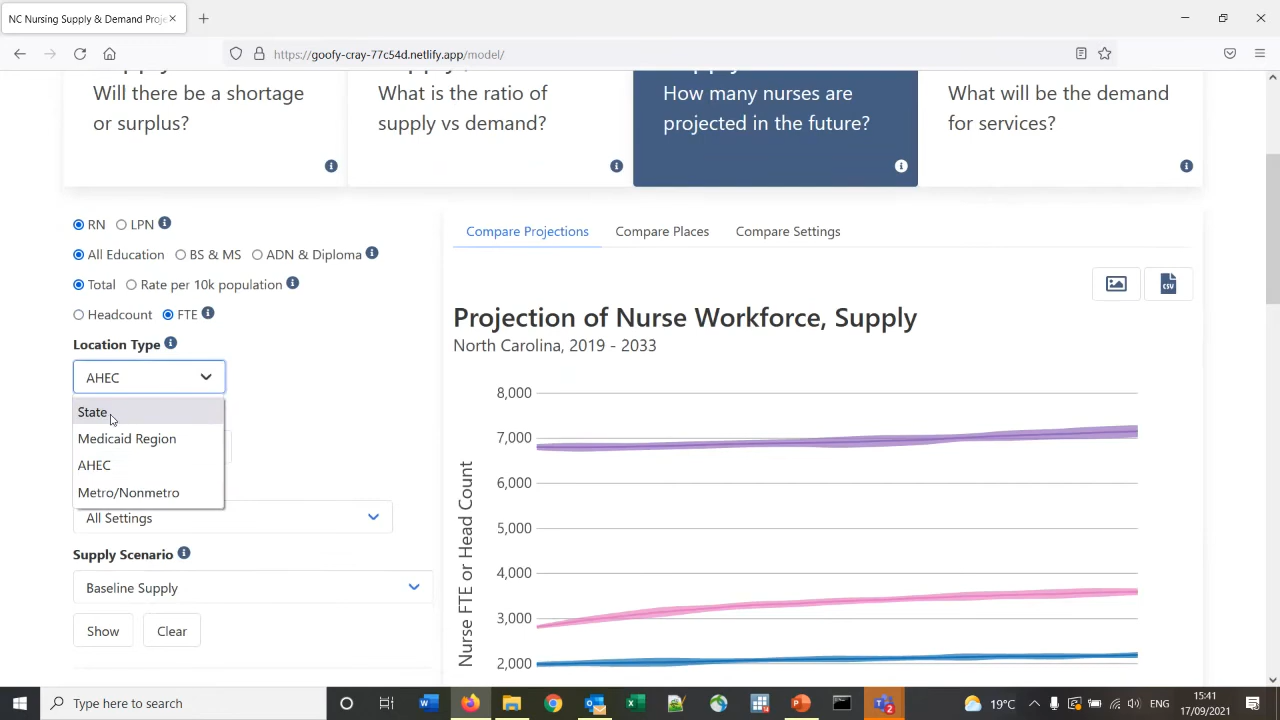 NC Nursing Supply & Demand Proje
https://goofy-cray-77c54d.netlify.app/model/
Will there be a shortage
or surplus?
What is the ratio of
supply vs demand?
How many nurses are
projected in the future?
What will be the demand
for services?
RN LPN
All Education BS & MS ADN & Diploma
Total Rate per 10k population
Headcount FTE
Location Type
AHEC
State
Medicaid Region
AHEC
Metro/Nonmetro
All Settings
Supply Scenario
Baseline Supply
Show Clear
Compare Projections Compare Places Compare Settings
CSV
Projection of Nurse Workforce, Supply
North Carolina, 2019 - 2033
Nurse FTE or Head Count
8,000
7,000
6,000
5,000
4,000
3,000
2,000
Type here to search
19°C
15:41
17/09/2021